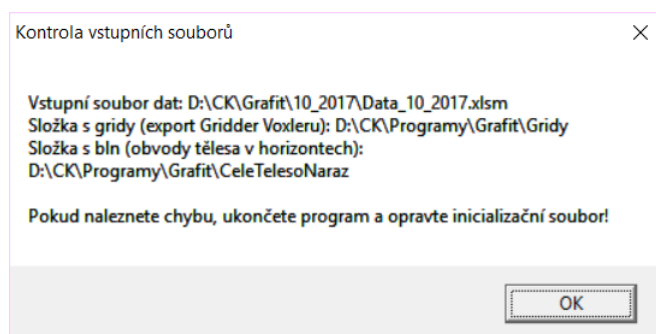 Kontrola vstupních souborů
Vstupní soubor dat: D:\CK\Grafit\10_2017\Data_10_2017.xlsm
Složka s gridy (export Gridder Voxleru): D:\CK\Programy\Grafit\Gridy
Složka s bln (obvody tělesa v horizontech):
D:\CK\Programy\Grafit\CeleTelesoNaraz
Pokud naleznete chybu, ukončete program a opravte inicializační soubor!
OK